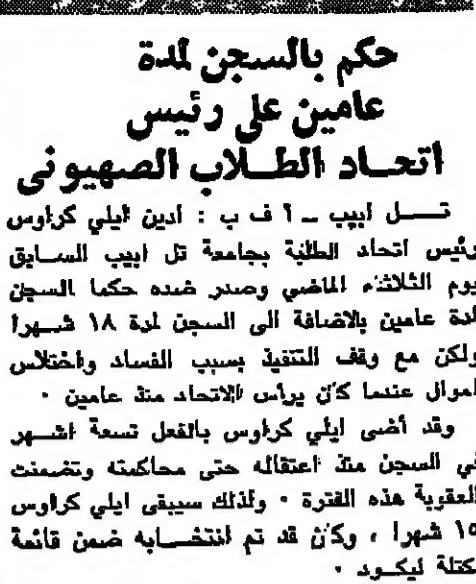 حكم بالسجن لمدة
عامين على رئيس
اتحاد الطلاب الصهيونى
تل ابيب ـ أ ف ب : ادين ايلي كراوس
رئيس اتحاد الطلبة بجامعة تل ابيب السابق
يوم الثلاثاء الماضي وصدر ضده حكما السجن
لمدة عامين بالاضافة الى السجن لمدة ١٨ شهرا
ولكن مع وقف التنفيذ بسبب الفساد واختلاس
اموال عندما كان يرأس الاتحاد منذ عامين .
وقد أضى ايلي كراوس بالفعل تسعة اشهر
في السجن منذ اعتقاله حتى محاكمته وتضمنت
العقوبة هذه الفترة . ولذلك سيبقى ايلي كراوس
١٥ شهرا ، وكان قد تم انتخابه ضمن قائمة
كتلة ليكود .